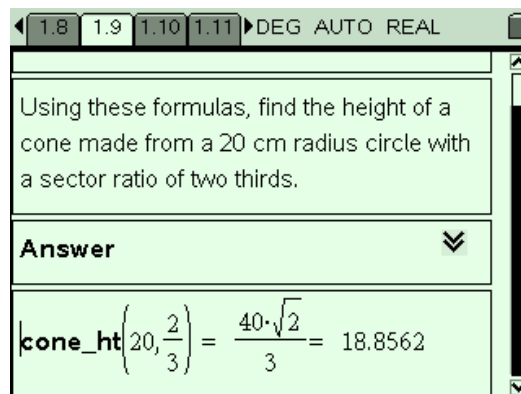 1.8 1.9 1.10 1.11 DEG AUTO REAL
Using these formulas, find the height of a
cone made from a 20 cm radius circle with
a sector ratio of two thirds.
Answer
cone_ht(20,2/3) = 40·√2/3 = 18.8562